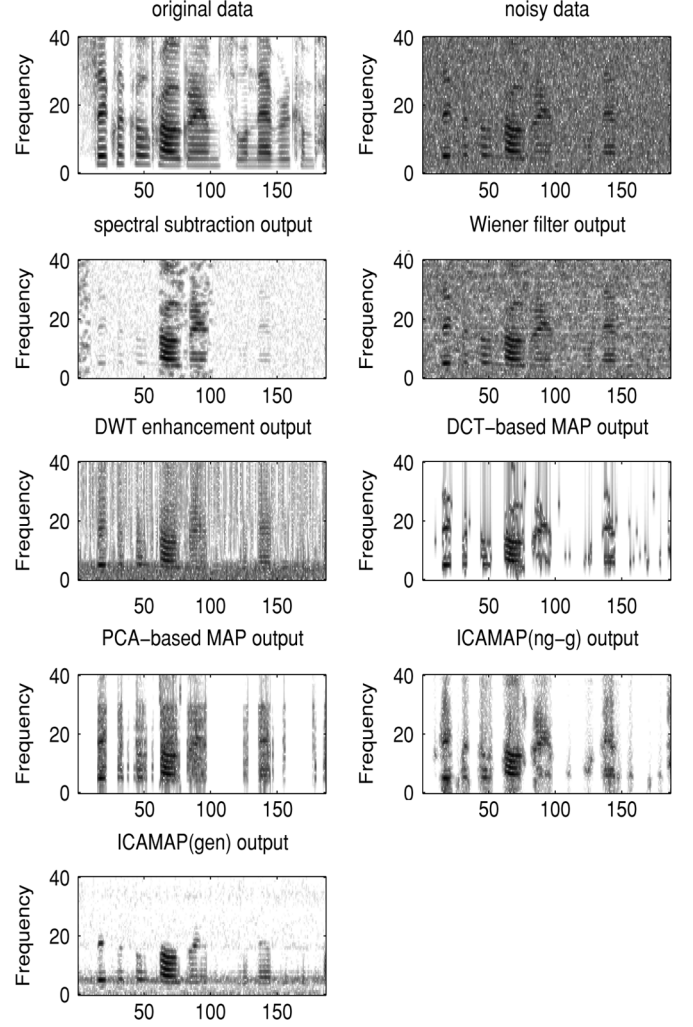 original data
noisy data
Frequency
40
20
0
50 100 150
Frequency
40
20
0
50 100 150
spectral subtraction output
Wiener filter output
Frequency
40
20
0
50 100 150
Frequency
40
20
0
50 100 150
DWT enhancement output
DCT−based MAP output
Frequency
40
20
0
50 100 150
Frequency
40
20
0
50 100 150
PCA−based MAP output
ICAMAP(ng−g) output
Frequency
40
20
0
50 100 150
Frequency
40
20
0
50 100 150
ICAMAP(gen) output
Frequency
40
20
0
50 100 150